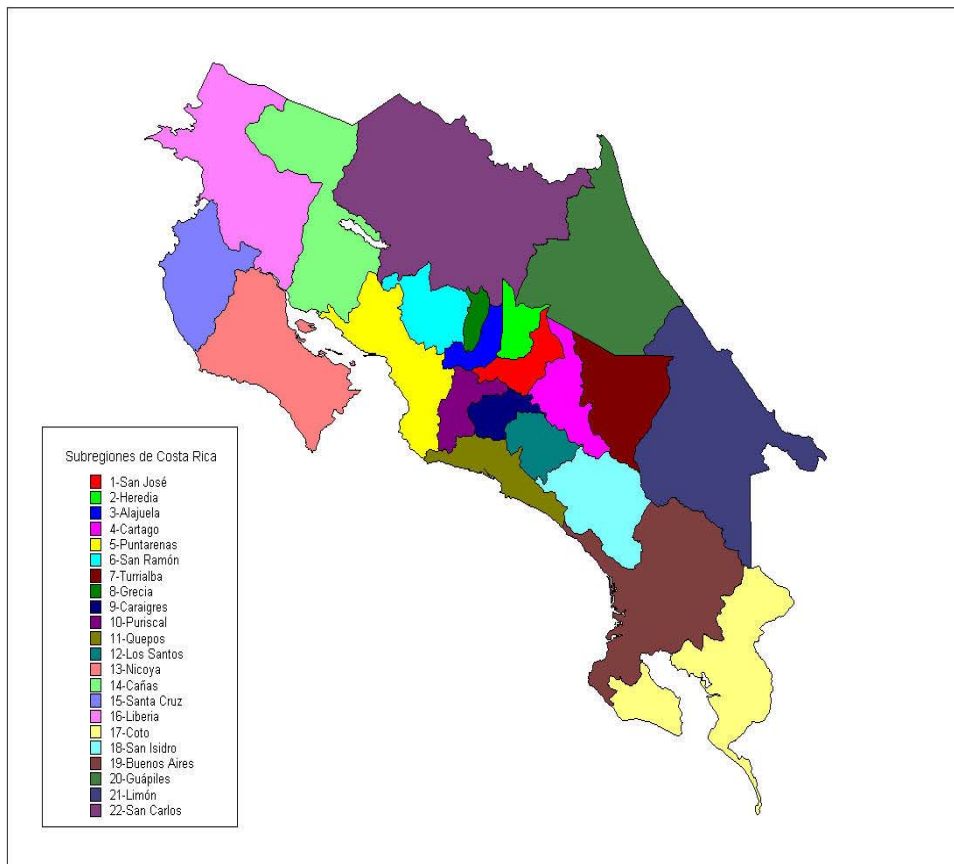 Subregiones de Costa Rica
1-San José
2-Heredia
3-Alajuela
4-Cartago
5-Puntarenas
6-San Ramón
7-Turrialba
8-Grecia
9-Caraigres
10-Puriscal
11-Quepos
12-Los Santos
13-Nicoya
14-Cañas
15-Santa Cruz
16-Liberia
17-Coto
18-San Isidro
19-Buenos Aires
20-Guápiles
21-Limón
22-San Carlos